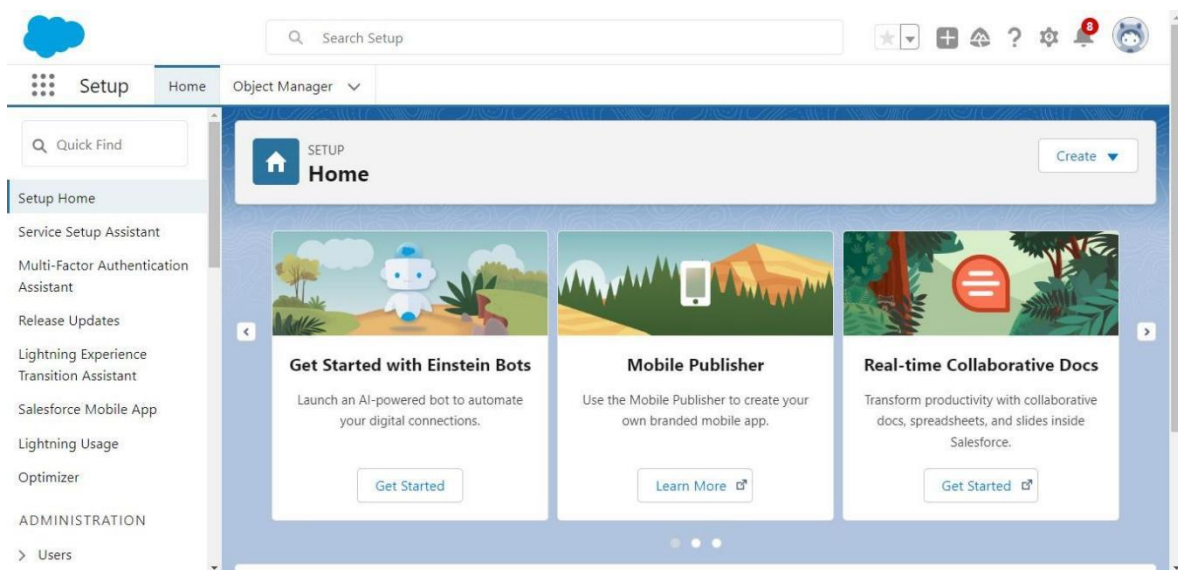 Search Setup
8
Setup
Home
Object Manager
Quick Find
Setup Home
Service Setup Assistant
Multi-Factor Authentication
Assistant
Release Updates
Lightning Experience
Transition Assistant
Salesforce Mobile App
Lightning Usage
Optimizer
ADMINISTRATION
Users
SETUP
Home
Create
Get Started with Einstein Bots
Launch an AI-powered bot to automate
your digital connections.
Get Started
Mobile Publisher
Use the Mobile Publisher to create your
own branded mobile app.
Learn More
Real-time Collaborative Docs
Transform productivity with collaborative
docs, spreadsheets, and slides inside
Salesforce.
Get Started